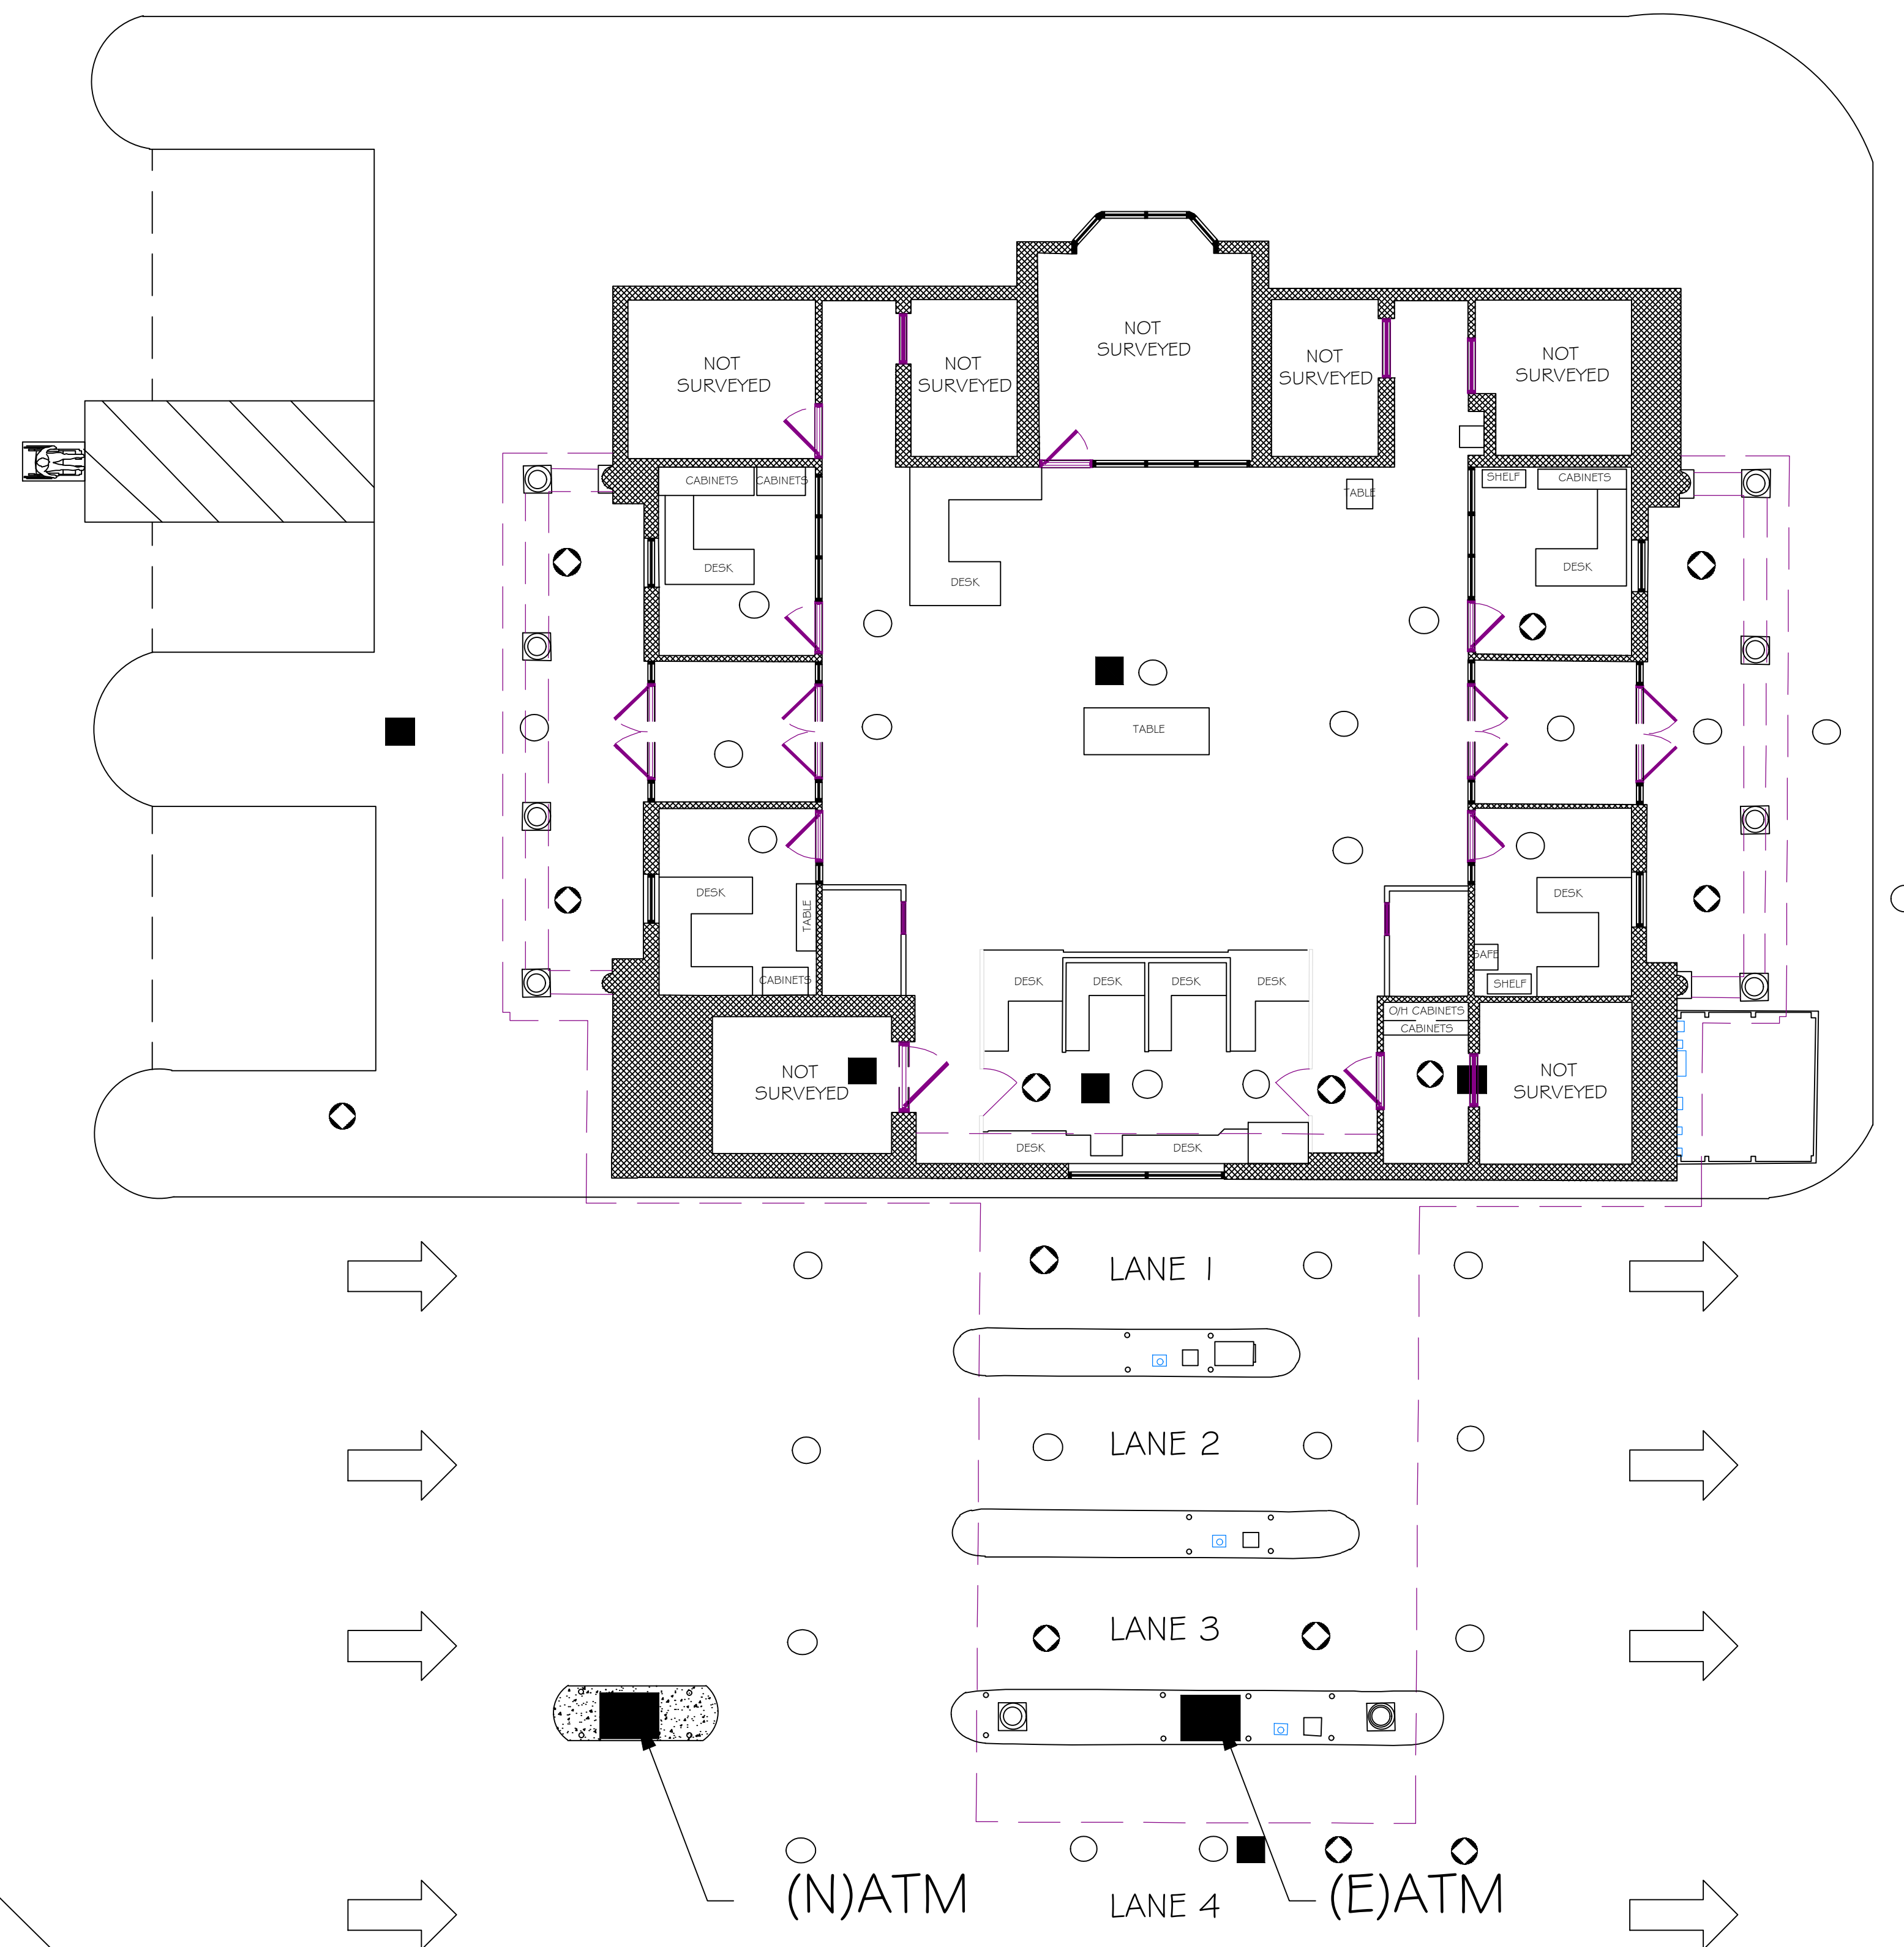 NOT
SURVEYED
NOT
SURVEYED
NOT
SURVEYED
NOT
SURVEYED
NOT
SURVEYED
CABINETS
CABINETS
SHELF
CABINETS
TABLE
DESK
DESK
DESK
TABLE
DESK
TABLE
CABINETS
DESK
SAFE
SHELF
DESK
DESK
DESK
DESK
O/H CABINETS
CABINETS
NOT
SURVEYED
NOT
SURVEYED
DESK
DESK
LANE 1
LANE 2
LANE 3
(N)ATM
LANE 4
(E)ATM